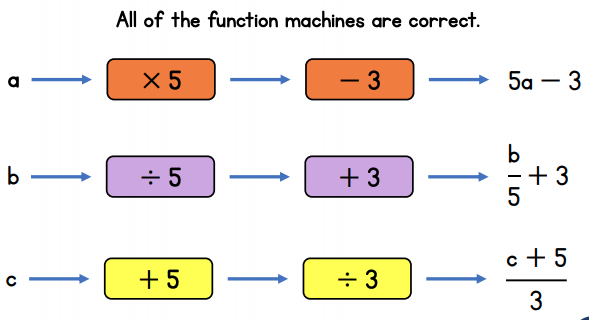 All of the function machines are correct.
a × 5 − 3 5a − 3
b ÷ 5 + 3 b/5 + 3
c + 5 ÷ 3 (c + 5)/3